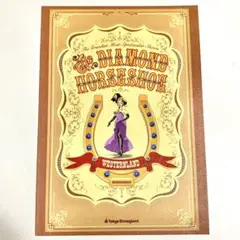 The
DIAMOND
HORSESHOE
WESTERNLAND
Tokyo Disneyland